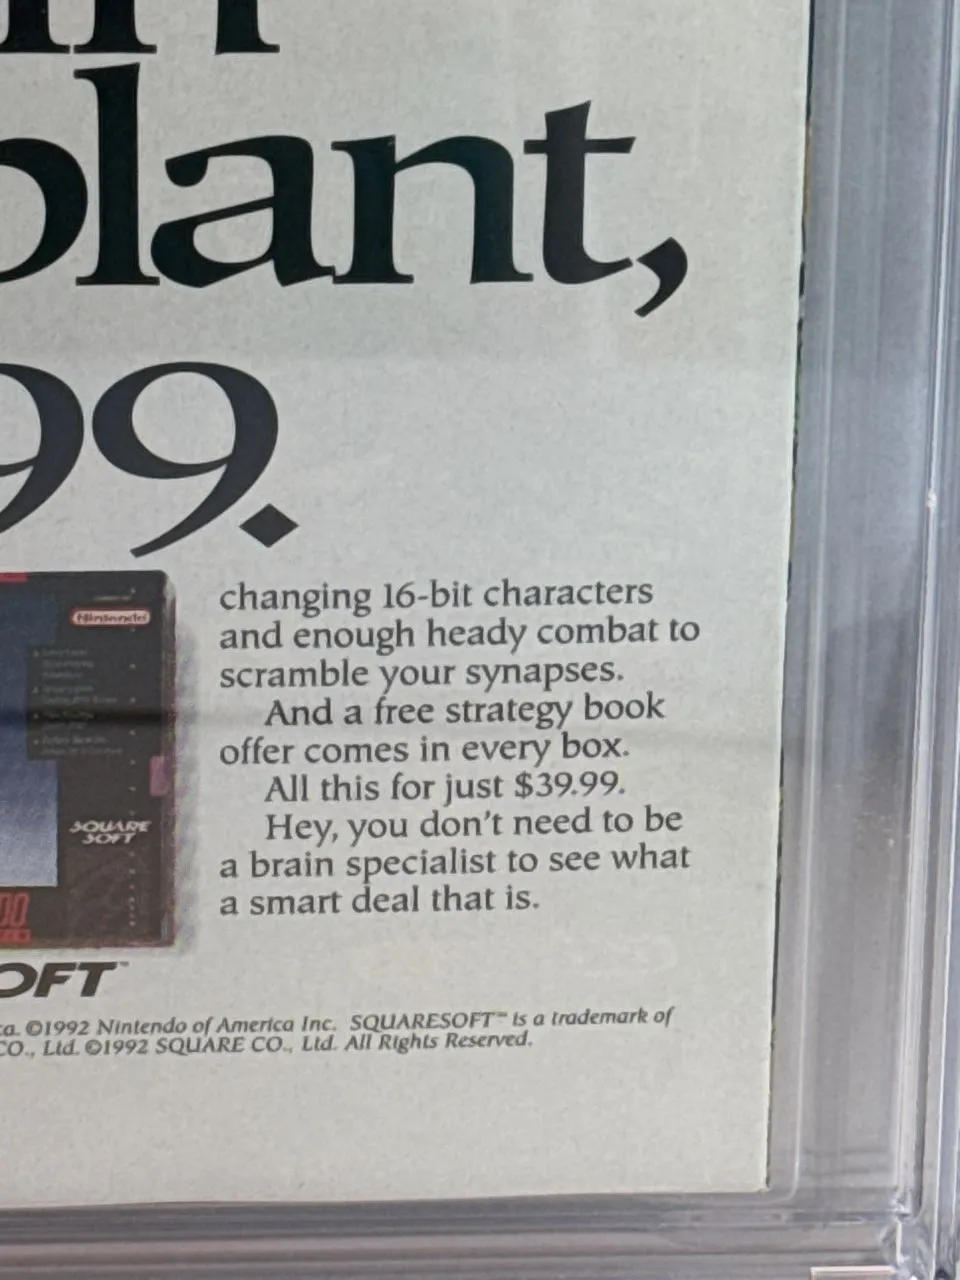 plant,
99.
Nintendo
changing 16-bit characters
and enough heady combat to
scramble your synapses.
And a free strategy book
offer comes in every box.
All this for just $39.99.
Hey, you don't need to be
a brain specialist to see what
a smart deal that is.
SQUARE
SOFT
OFT™
ca. ©1992 Nintendo of America Inc. SQUARESOFT™ is a trademark of
CO., Ltd. ©1992 SQUARE CO., Ltd. All Rights Reserved.